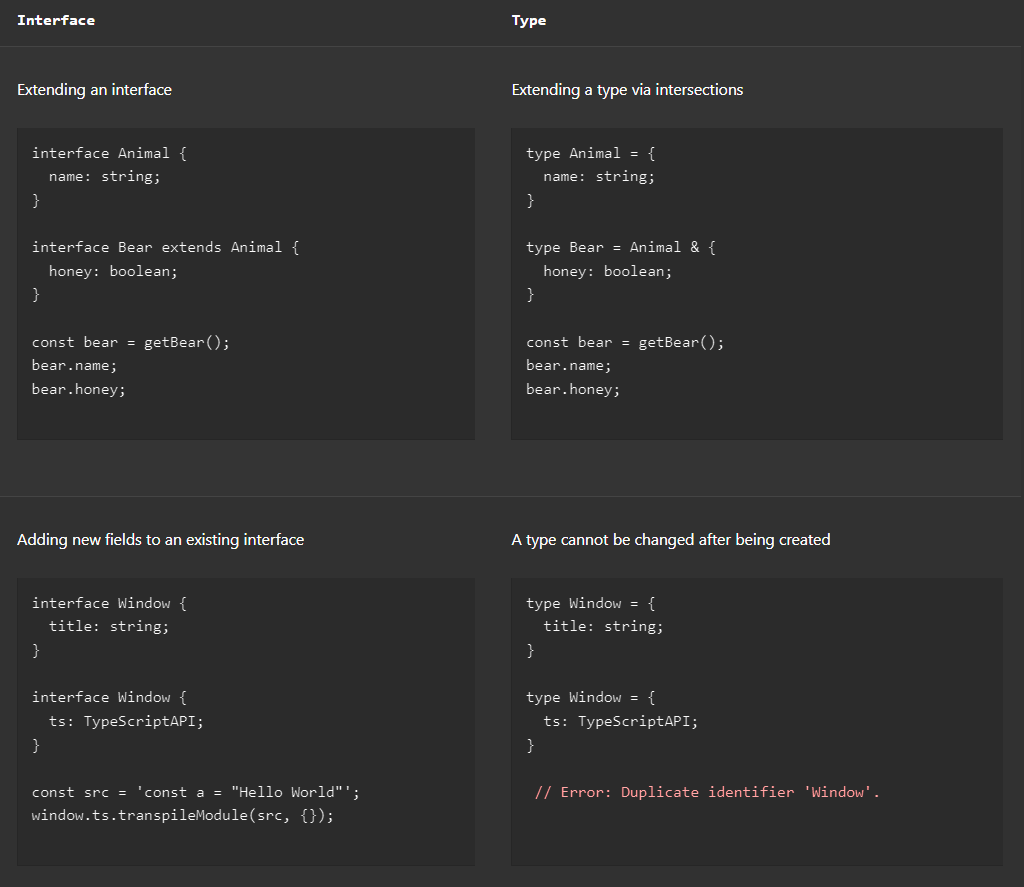 Interface
Type
Extending an interface
Extending a type via intersections
interface Animal {
  name: string;
}
interface Bear extends Animal {
  honey: boolean;
}
const bear = getBear();
bear.name;
bear.honey;
type Animal = {
  name: string;
}
type Bear = Animal & {
  honey: boolean;
}
const bear = getBear();
bear.name;
bear.honey;
Adding new fields to an existing interface
A type cannot be changed after being created
interface Window {
  title: string;
}
interface Window {
  ts: TypeScriptAPI;
}
const src = 'const a = "Hello World"';
window.ts.transpileModule(src, {});
type Window = {
  title: string;
}
type Window = {
  ts: TypeScriptAPI;
}
// Error: Duplicate identifier 'Window'.